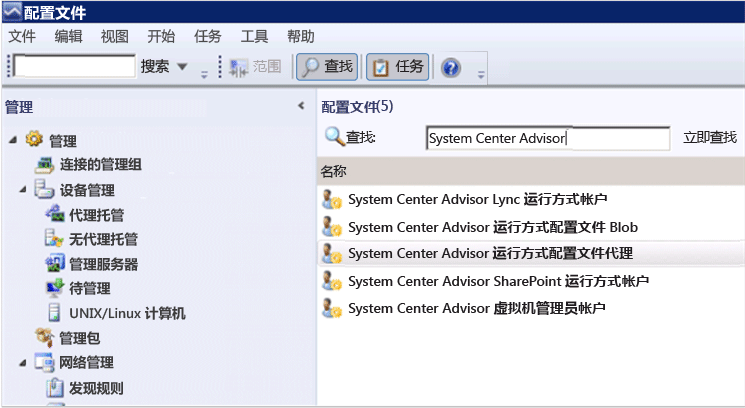 配置文件
文件 编辑 视图 开始 任务 工具 帮助
搜索 范围 查找 任务
管理
管理
连接的管理组
设备管理
代理托管
无代理托管
管理服务器
待管理
UNIX/Linux 计算机
管理包
网络管理
发现规则
配置文件(5)
查找: System Center Advisor 立即查找
名称
System Center Advisor Lync 运行方式帐户
System Center Advisor 运行方式配置文件 Blob
System Center Advisor 运行方式配置文件代理
System Center Advisor SharePoint 运行方式帐户
System Center Advisor 虚拟机管理员帐户